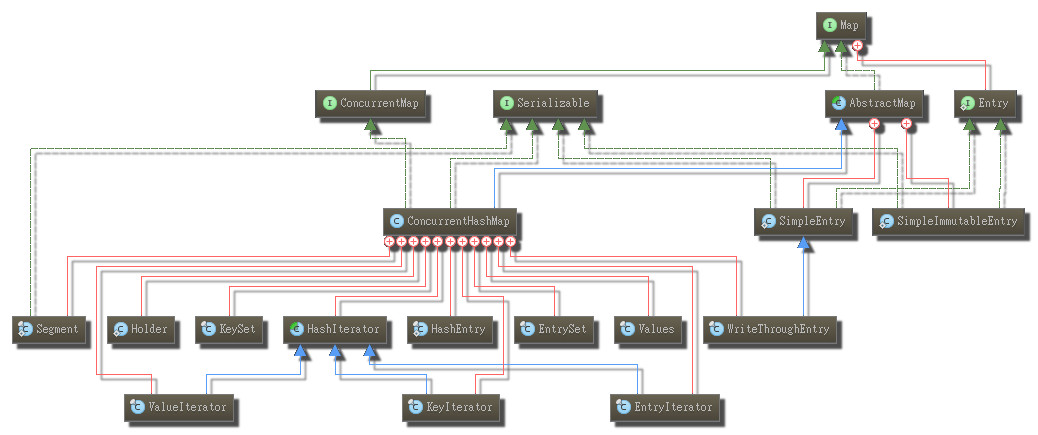 Map
ConcurrentMap
Serializable
AbstractMap
Entry
ConcurrentHashMap
SimpleEntry
SimpleImmutableEntry
Segment
Holder
KeySet
HashIterator
HashEntry
EntrySet
Values
WriteThroughEntry
ValueIterator
KeyIterator
EntryIterator